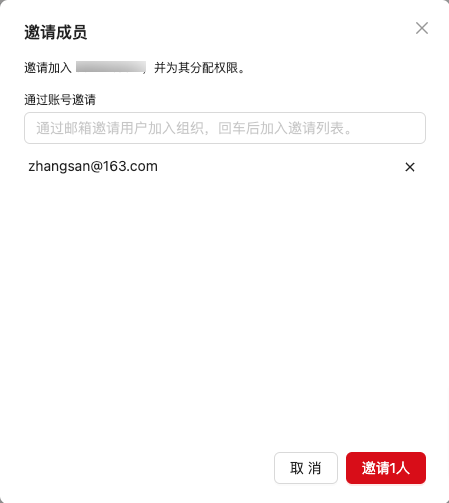 邀请成员
邀请加入 ，并为其分配权限。
通过账号邀请
通过邮箱邀请用户加入组织，回车后加入邀请列表。
zhangsan@163.com
取 消
邀请1人